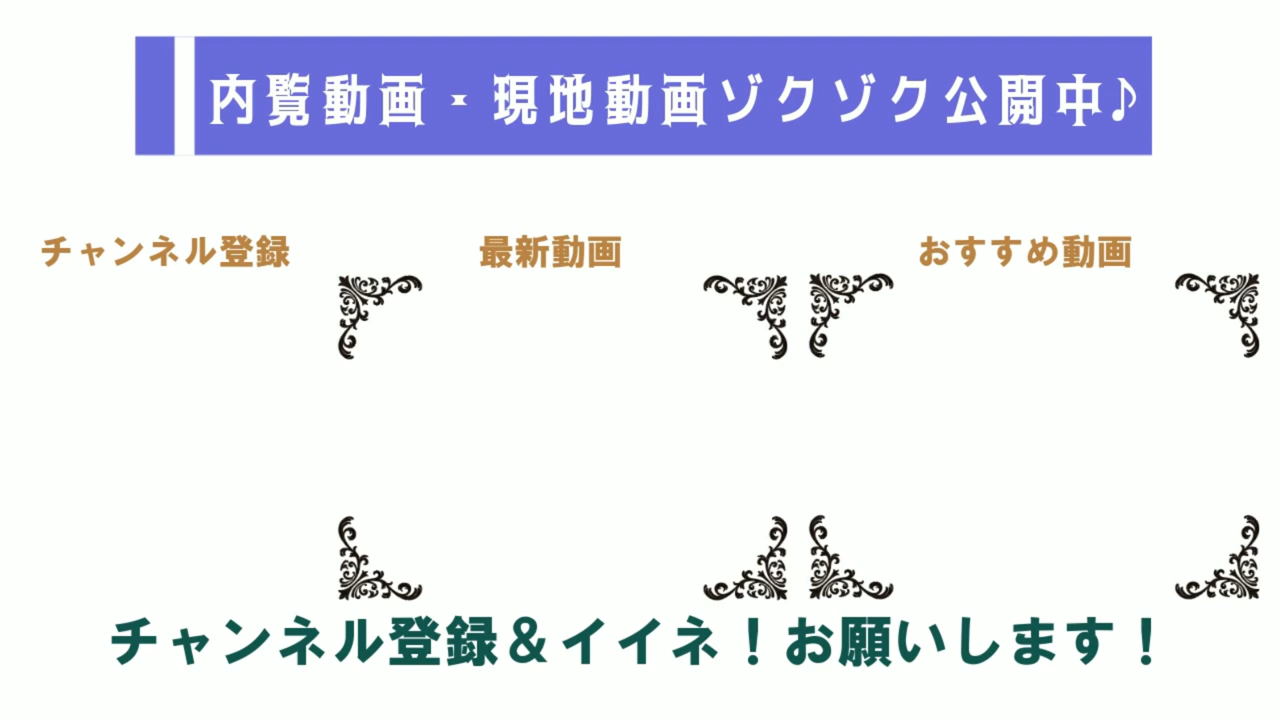 内覧動画・現地動画ゾクゾク公開中♪
チャンネル登録
最新動画
おすすめ動画
チャンネル登録＆イイネ！お願いします！